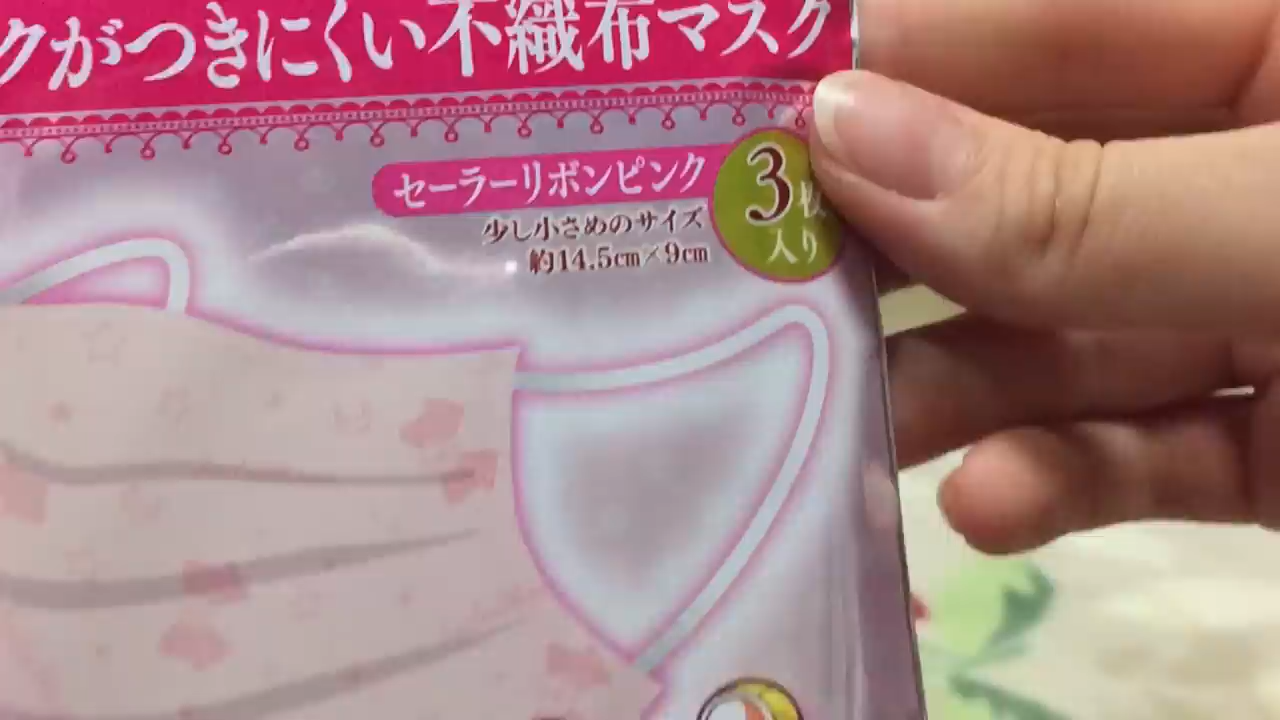 クがつきにくい不織布マスク
セーラーリボンピンク
少し小さめのサイズ
約14.5cm×9cm
3枚
入り